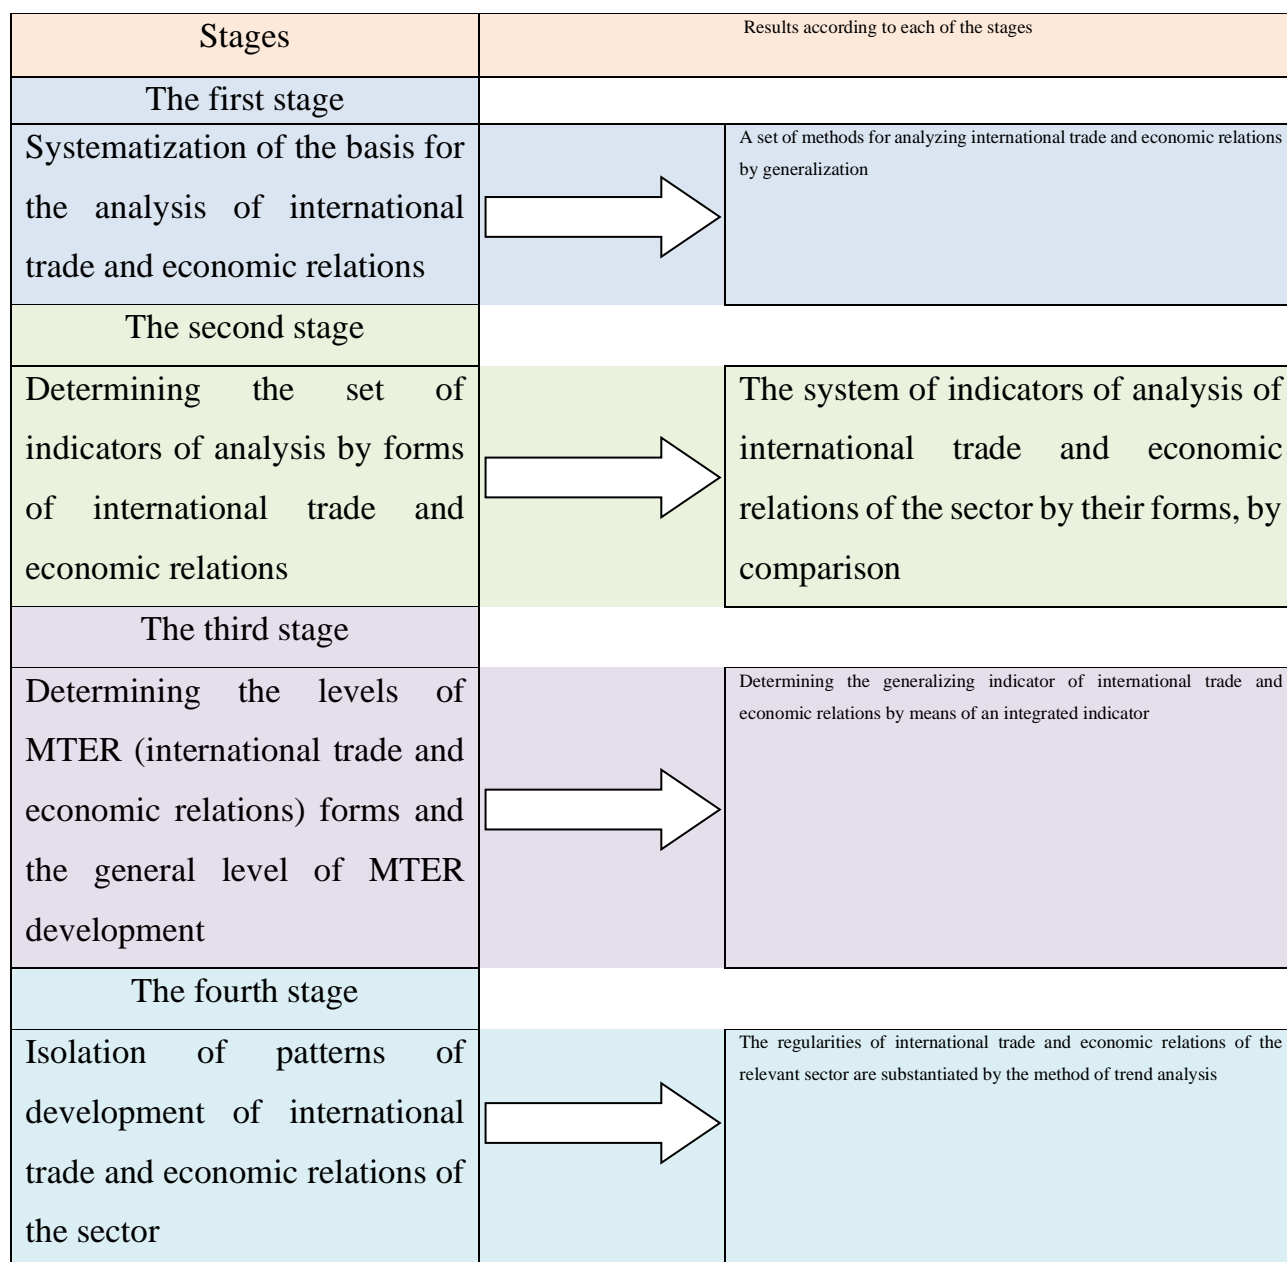 Stages
Results according to each of the stages
The first stage
Systematization of the basis for
the analysis of international
trade and economic relations
A set of methods for analyzing international trade and economic relations
by generalization
The second stage
Determining the set of
indicators of analysis by forms
of international trade and
economic relations
The system of indicators of analysis of
international trade and economic
relations of the sector by their forms, by
comparison
The third stage
Determining the levels of
MTER (international trade and
economic relations) forms and
the general level of MTER
development
Determining the generalizing indicator of international trade and
economic relations by means of an integrated indicator
The fourth stage
Isolation of patterns of
development of international
trade and economic relations of
the sector
The regularities of international trade and economic relations of the
relevant sector are substantiated by the method of trend analysis